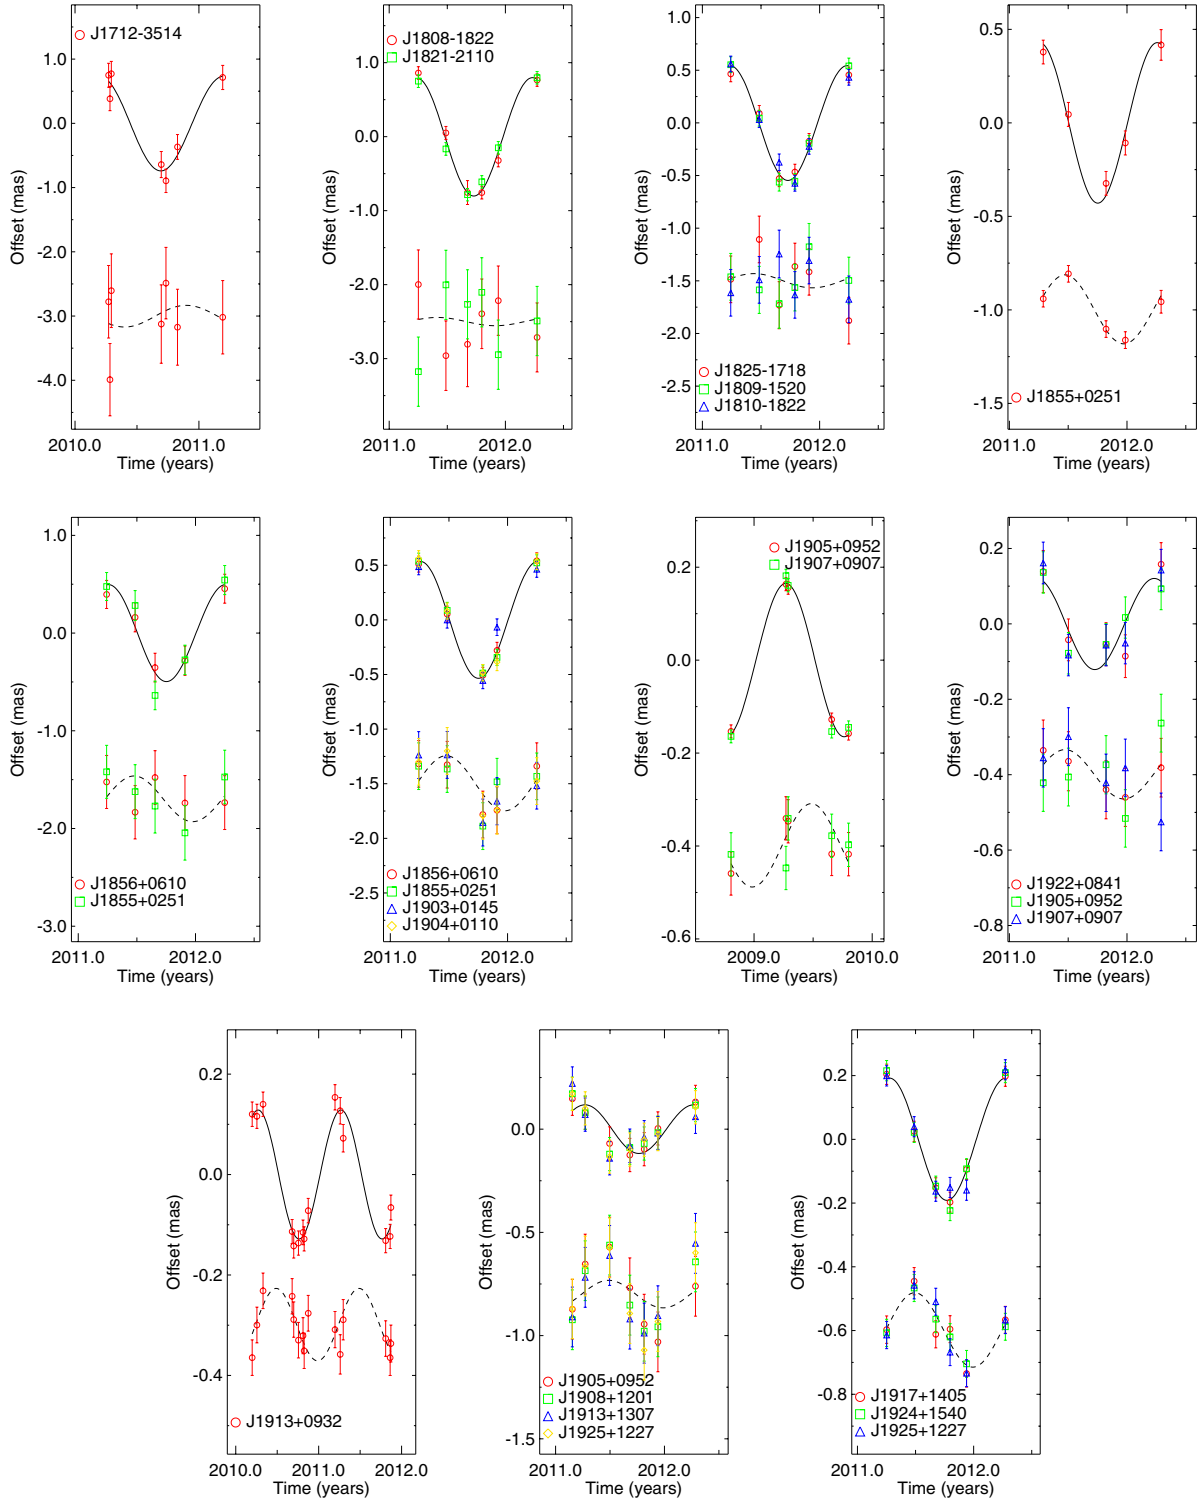 J1712-3514
1.0
0.0
-1.0
-2.0
-3.0
-4.0
Offset (mas)
2010.0 2011.0
Time (years)
J1808-1822
J1821-2110
1.0
0.0
-1.0
-2.0
-3.0
Offset (mas)
2011.0 2012.0
Time (years)
1.0
0.5
0.0
-0.5
-1.0
-1.5
-2.0
-2.5
Offset (mas)
J1825-1718
J1809-1520
J1810-1822
2011.0 2012.0
Time (years)
0.5
0.0
-0.5
-1.0
-1.5
Offset (mas)
J1855+0251
2011.0 2012.0
Time (years)
1.0
0.0
-1.0
-2.0
-3.0
Offset (mas)
J1856+0610
J1855+0251
2011.0 2012.0
Time (years)
0.5
0.0
-0.5
-1.0
-1.5
-2.0
-2.5
Offset (mas)
J1856+0610
J1855+0251
J1903+0145
J1904+0110
2011.0 2012.0
Time (years)
J1905+0952
J1907+0907
0.2
0.0
-0.2
-0.4
-0.6
Offset (mas)
2009.0 2010.0
Time (years)
0.2
0.0
-0.2
-0.4
-0.6
-0.8
Offset (mas)
J1922+0841
J1905+0952
J1907+0907
2011.0 2012.0
Time (years)
0.2
0.0
-0.2
-0.4
Offset (mas)
J1913+0932
2010.0 2011.0 2012.0
Time (years)
0.0
-0.5
-1.0
-1.5
Offset (mas)
J1905+0952
J1908+1201
J1913+1307
J1925+1227
2011.0 2012.0
Time (years)
0.2
0.0
-0.2
-0.4
-0.6
-0.8
Offset (mas)
J1917+1405
J1924+1540
J1925+1227
2011.0 2012.0
Time (years)